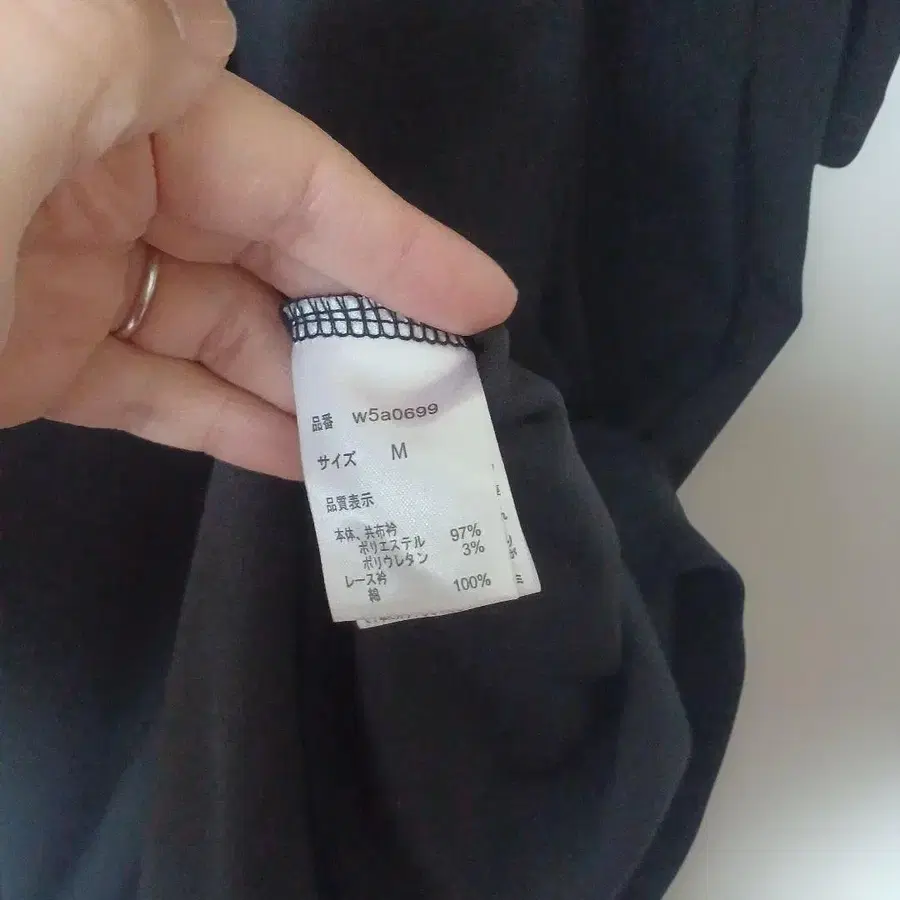 品番 W5a0699
サイズ M
品質表示
本体、共布衿
ポリエステル 97%
ポリウレタン 3%
レース衿
綿 100%